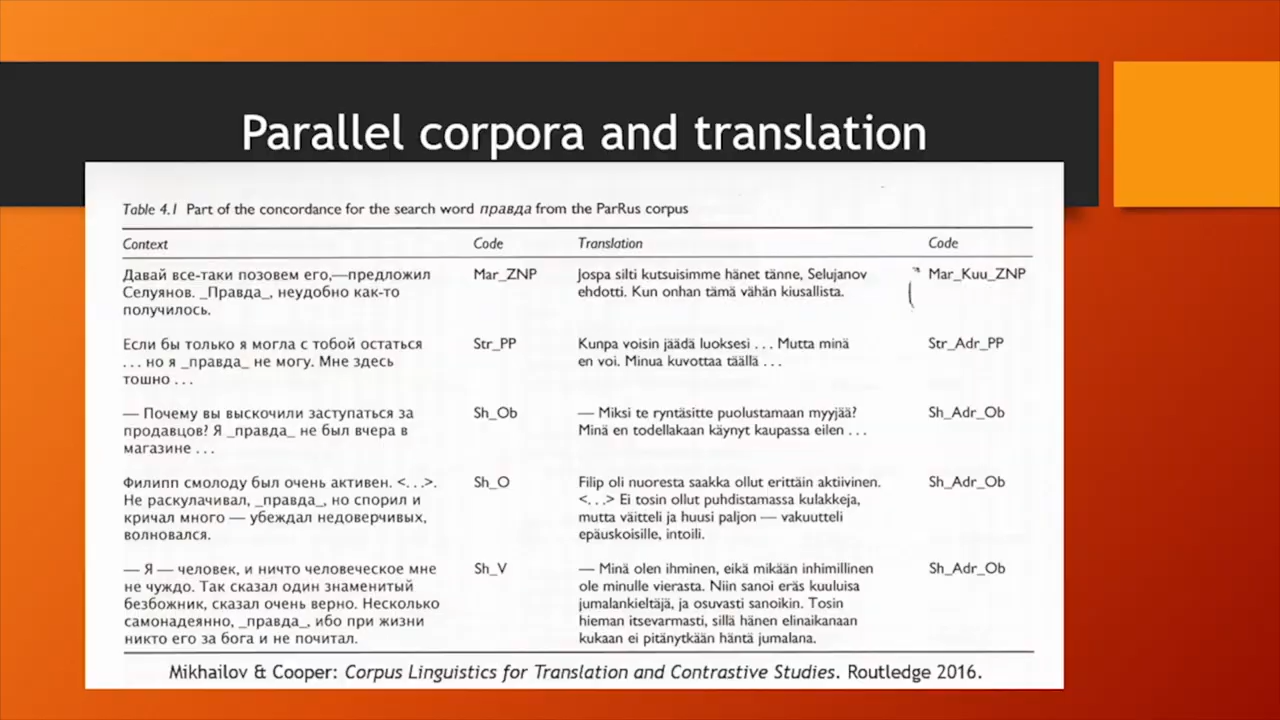 Parallel corpora and translation
Table 4.1 Part of the concordance for the search word правда from the ParRus corpus
Context Code Translation Code
Давай все-таки позовем его,—предложил Mar_ZNP Jospa silti kutsuisimme hänet tänne, Selujanov Mar_Kuu_ZNP
Селуянов. _Правда_, неудобно как-то ehdotti. Kun onhan tämä vähän kiusallista.
получилось.
Если бы только я могла с тобой остаться Str_PP Kunpa voisin jäädä luoksesi . . . Mutta minä Str_Adr_PP
. . . но я _правда_ не могу. Мне здесь en voi. Minua kuvottaa täällä . . .
тошно . . .
— Почему вы выскочили заступаться за Sh_Ob — Miksi te ryntäsitte puolustamaan myyjää? Sh_Adr_Ob
продавцов? Я _правда_ не был вчера в Minä en todellakaan käynyt kaupassa eilen . . .
магазине . . .
Филипп смолоду был очень активен. <. . .>. Sh_O Filip oli nuoresta saakka ollut erittäin aktiivinen. Sh_Adr_Ob
Не раскулачивал, _правда_, но спорил и <. . .> Ei tosin ollut puhdistamassa kulakkeja,
кричал много — убеждал недоверчивых, mutta väitteli ja huusi paljon — vakuutteli
волновался. epäuskoisille, intoili.
— Я — человек, и ничто человеческое мне Sh_V — Minä olen ihminen, eikä mikään inhimillinen Sh_Adr_Ob
не чуждо. Так сказал один знаменитый ole minulle vierasta. Niin sanoi eräs kuuluisa
безбожник, сказал очень верно. Несколько jumalankieltäjä, ja osuvasti sanoikin. Tosin
самонадеянно, _правда_, ибо при жизни hieman itsevarmasti, sillä hänen elinaikanaan
никто его за бога и не почитал. kukaan ei pitänytkään häntä jumalana.
Mikhailov & Cooper: Corpus Linguistics for Translation and Contrastive Studies. Routledge 2016.